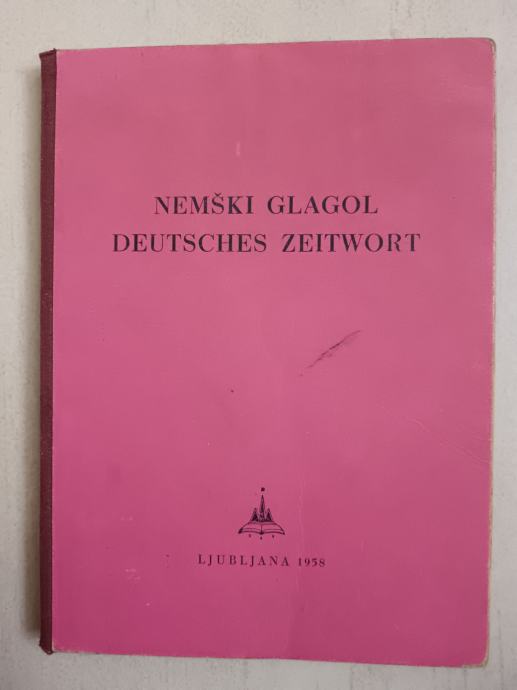 NEMŠKI GLAGOL
DEUTSCHES ZEITWORT
LJUBLJANA 1958